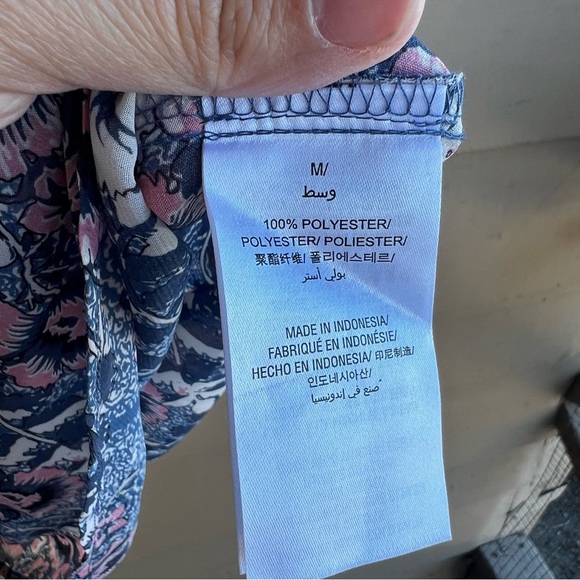 M/
وسط
100% POLYESTER/
POLYESTER/ POLIESTER/
聚酯纤维/ 폴리에스테르/
بولي أستر
MADE IN INDONESIA/
FABRIQUÉ EN INDONÉSIE/
HECHO EN INDONESIA/ 印尼制造/
인도네시아산/
صنع في إندونيسيا